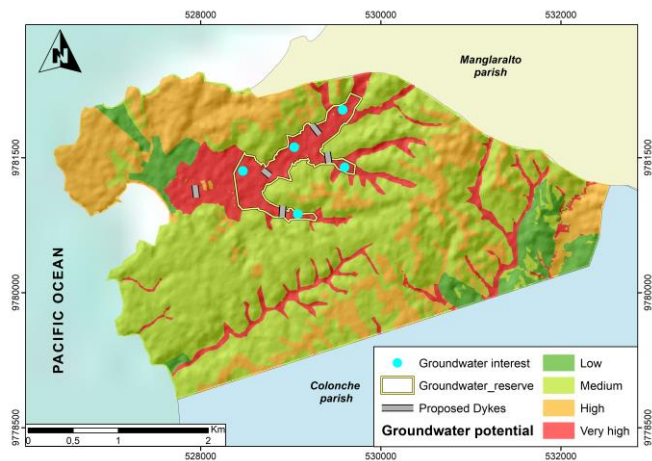 528000 530000 532000
N
Manglaralto
parish
9781500 9781500
9780000 9780000
9778500 9778500
PACIFIC OCEAN
Colonche
parish
Groundwater interest
Groundwater_reserve
Proposed Dykes
Groundwater potential
Low
Medium
High
Very high
Km
0 0,5 1 2
528000 530000 532000